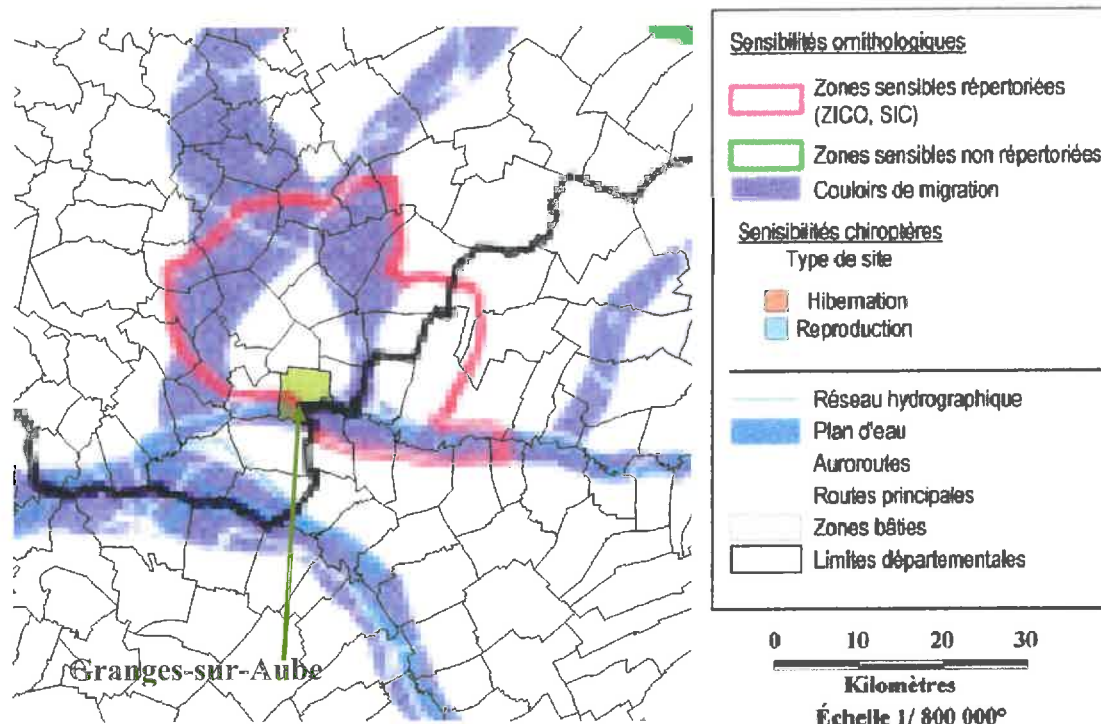 Sensibilités ornithologiques
Zones sensibles répertoriées
(ZICO, SIC)
Zones sensibles non répertoriées
Couloirs de migration
Senisibilités chiroptères
Type de site
Hibernation
Reproduction
Réseau hydrographique
Plan d'eau
Auroroutes
Routes principales
Zones bâties
Limites départementales
Granges-sur-Aube
0 10 20 30
Kilomètres
Échelle 1/ 800 000°